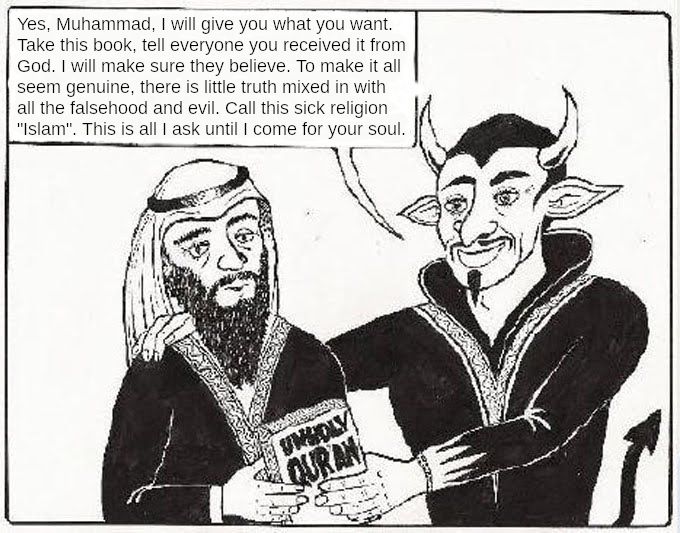 Yes, Muhammad, I will give you what you want.
Take this book, tell everyone you received it from
God. I will make sure they believe. To make it all
seem genuine, there is little truth mixed in with
all the falsehood and evil. Call this sick religion
"Islam". This is all I ask until I come for your soul.
UNHOLY
QURAN